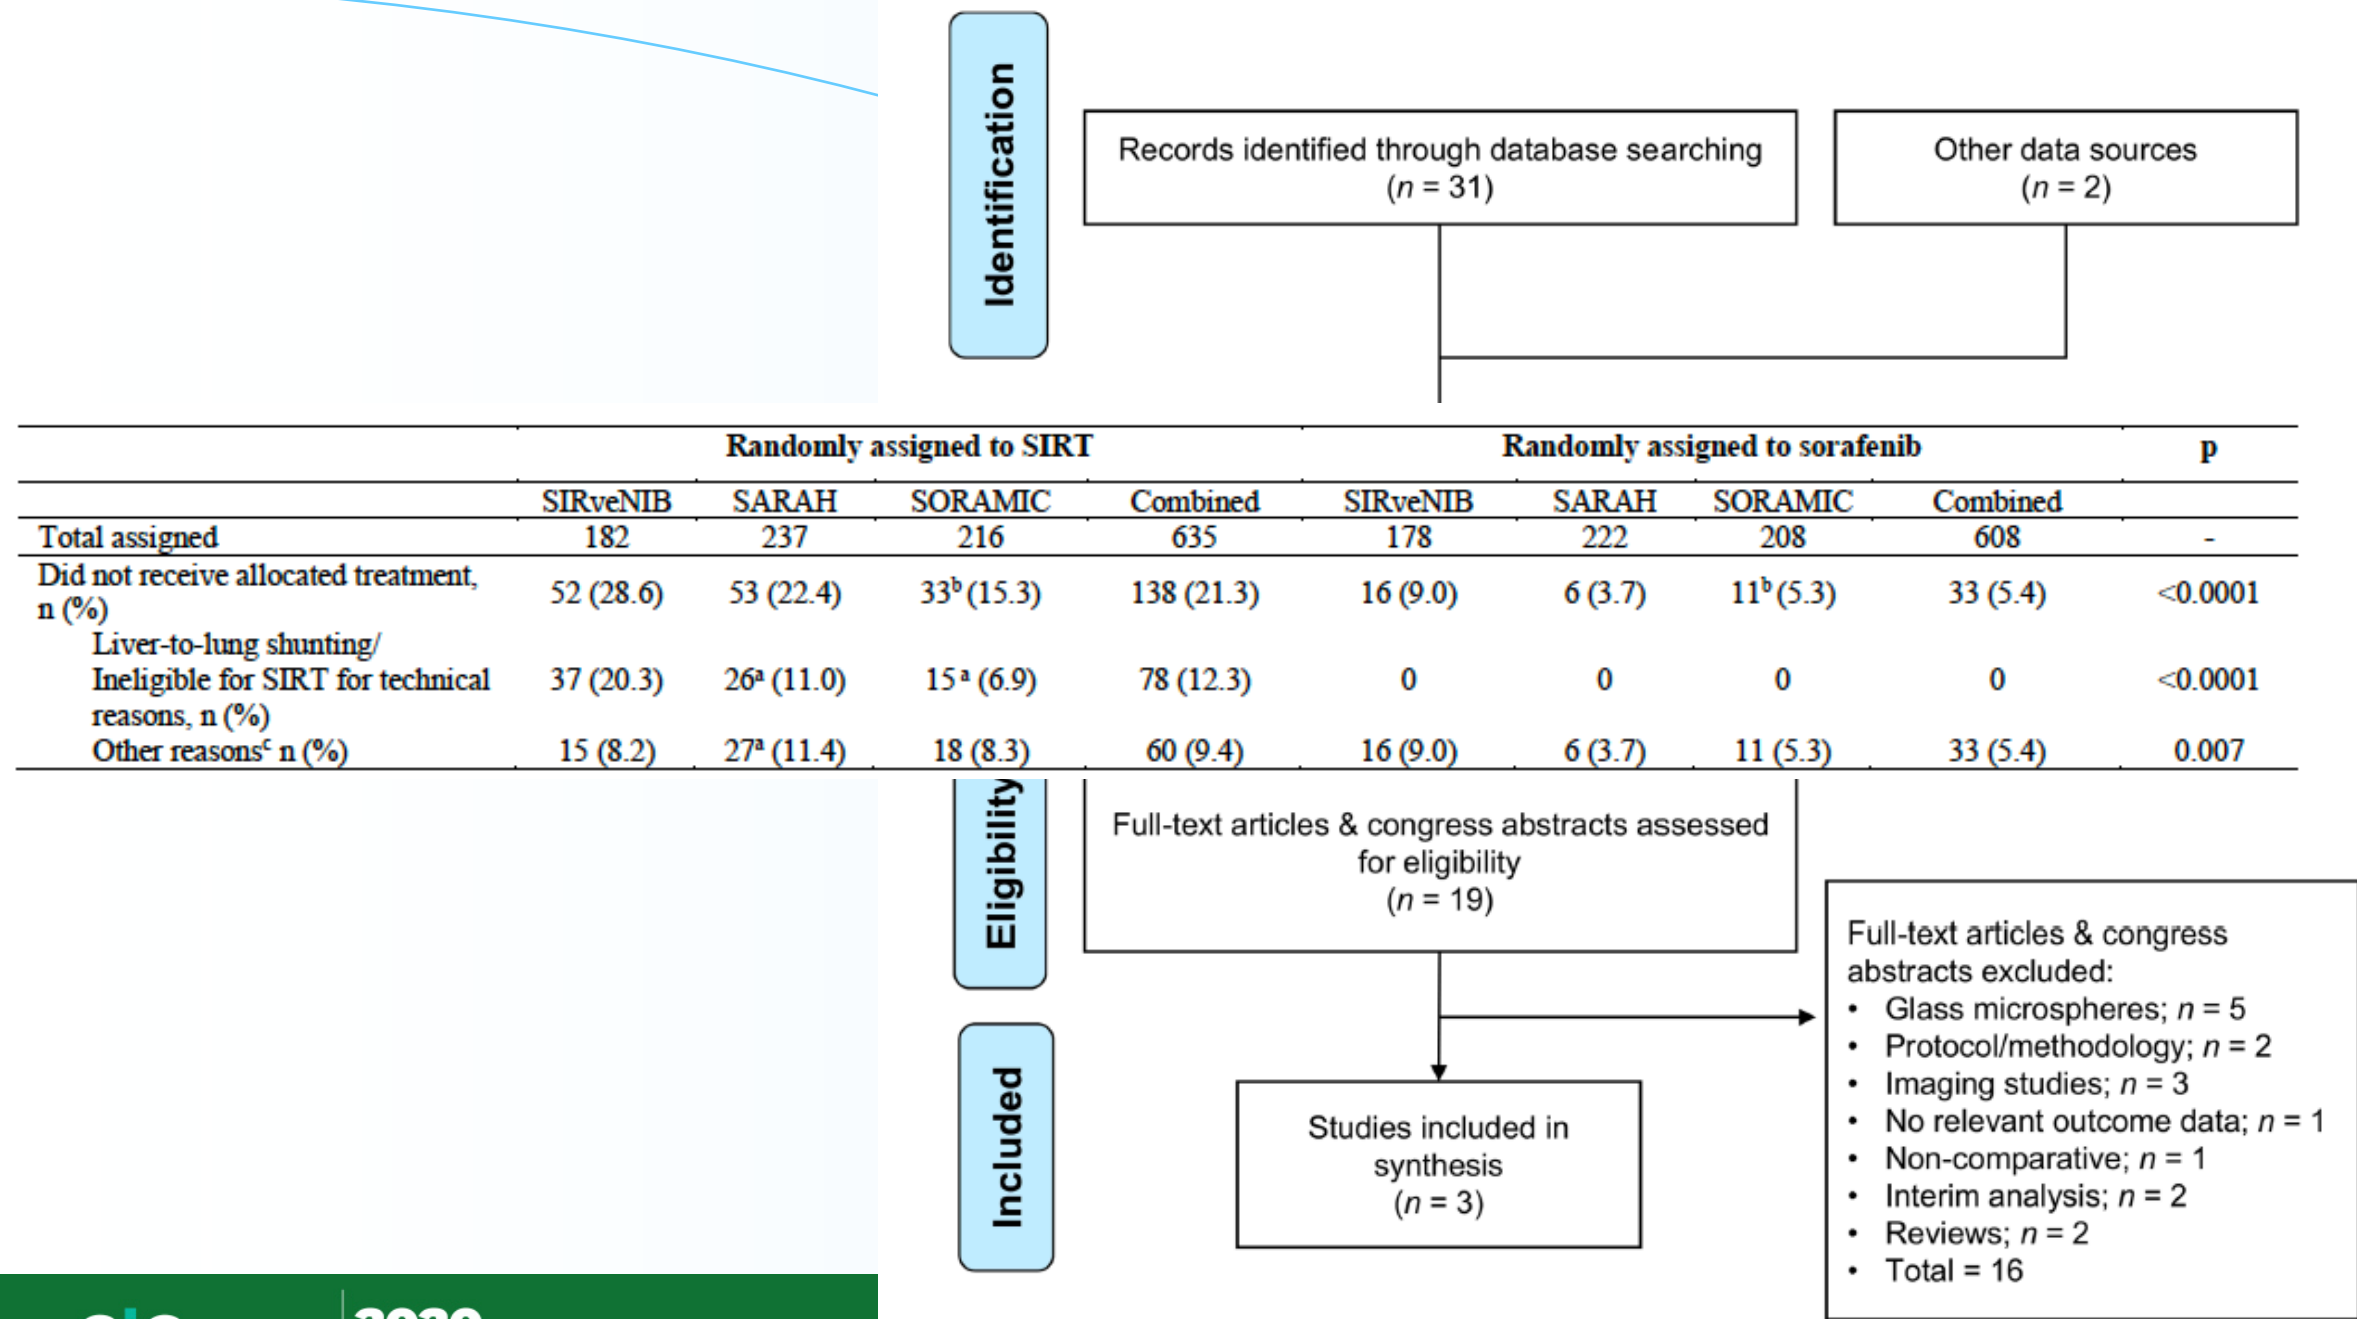 Identification
Records identified through database searching
(n = 31)
Other data sources
(n = 2)
Randomly assigned to SIRT Randomly assigned to sorafenib p
SIRveNIB SARAH SORAMIC Combined SIRveNIB SARAH SORAMIC Combined
Total assigned 182 237 216 635 178 222 208 608 -
Did not receive allocated treatment,
n (%) 52 (28.6) 53 (22.4) 33ᵇ (15.3) 138 (21.3) 16 (9.0) 6 (3.7) 11ᵇ (5.3) 33 (5.4) <0.0001
Liver-to-lung shunting/
Ineligible for SIRT for technical 37 (20.3) 26ᵃ (11.0) 15 ᵃ (6.9) 78 (12.3) 0 0 0 0 <0.0001
reasons, n (%)
Other reasonsᶜ n (%) 15 (8.2) 27ᵃ (11.4) 18 (8.3) 60 (9.4) 16 (9.0) 6 (3.7) 11 (5.3) 33 (5.4) 0.007
Eligibility
Full-text articles & congress abstracts assessed
for eligibility
(n = 19)
Full-text articles & congress
abstracts excluded:
• Glass microspheres; n = 5
• Protocol/methodology; n = 2
• Imaging studies; n = 3
• No relevant outcome data; n = 1
• Non-comparative; n = 1
• Interim analysis; n = 2
• Reviews; n = 2
• Total = 16
Included
Studies included in
synthesis
(n = 3)